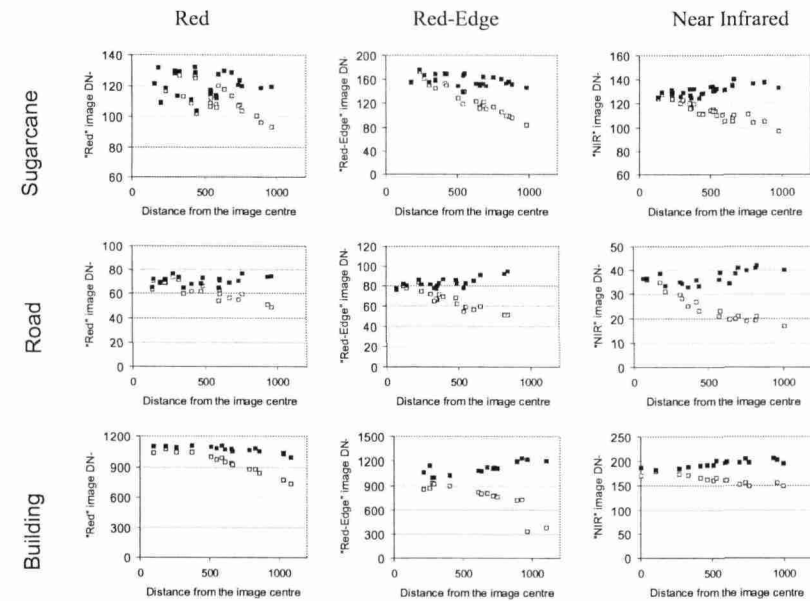 Red Red-Edge Near Infrared
Sugarcane
"Red" image DN-
140
120
100
80
60
0 500 1000
Distance from the image centre
"Red-Edge" image DN-
200
160
120
80
40
0
0 500 1000
Distance from the image centre
"NIR" image DN-
160
140
120
100
80
60
0 500 1000
Distance from the image centre
Road
"Red" image DN-
100
80
60
40
20
0
0 500 1000
Distance from the image centre
"Red-Edge" image DN-
120
100
80
60
40
20
0
0 500 1000
Distance from the image centre
"NIR" image DN-
50
40
30
20
10
0
0 500 1000
Distance from the image centre
Building
"Red" image DN-
1200
900
600
300
0
0 500 1000
Distance from the image centre
"Red-Edge" image DN-
1500
1200
900
600
300
0
0 500 1000
Distance from the image centre
"NIR" image DN-
250
200
150
100
50
0
0 500 1000
Distance from the image centre